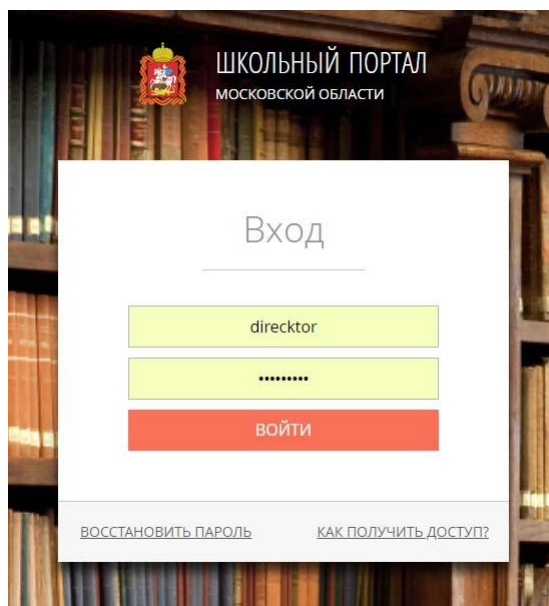 ШКОЛЬНЫЙ ПОРТАЛ
МОСКОВСКОЙ ОБЛАСТИ
Вход
direcktor
•••••••••
ВОЙТИ
ВОССТАНОВИТЬ ПАРОЛЬ КАК ПОЛУЧИТЬ ДОСТУП?